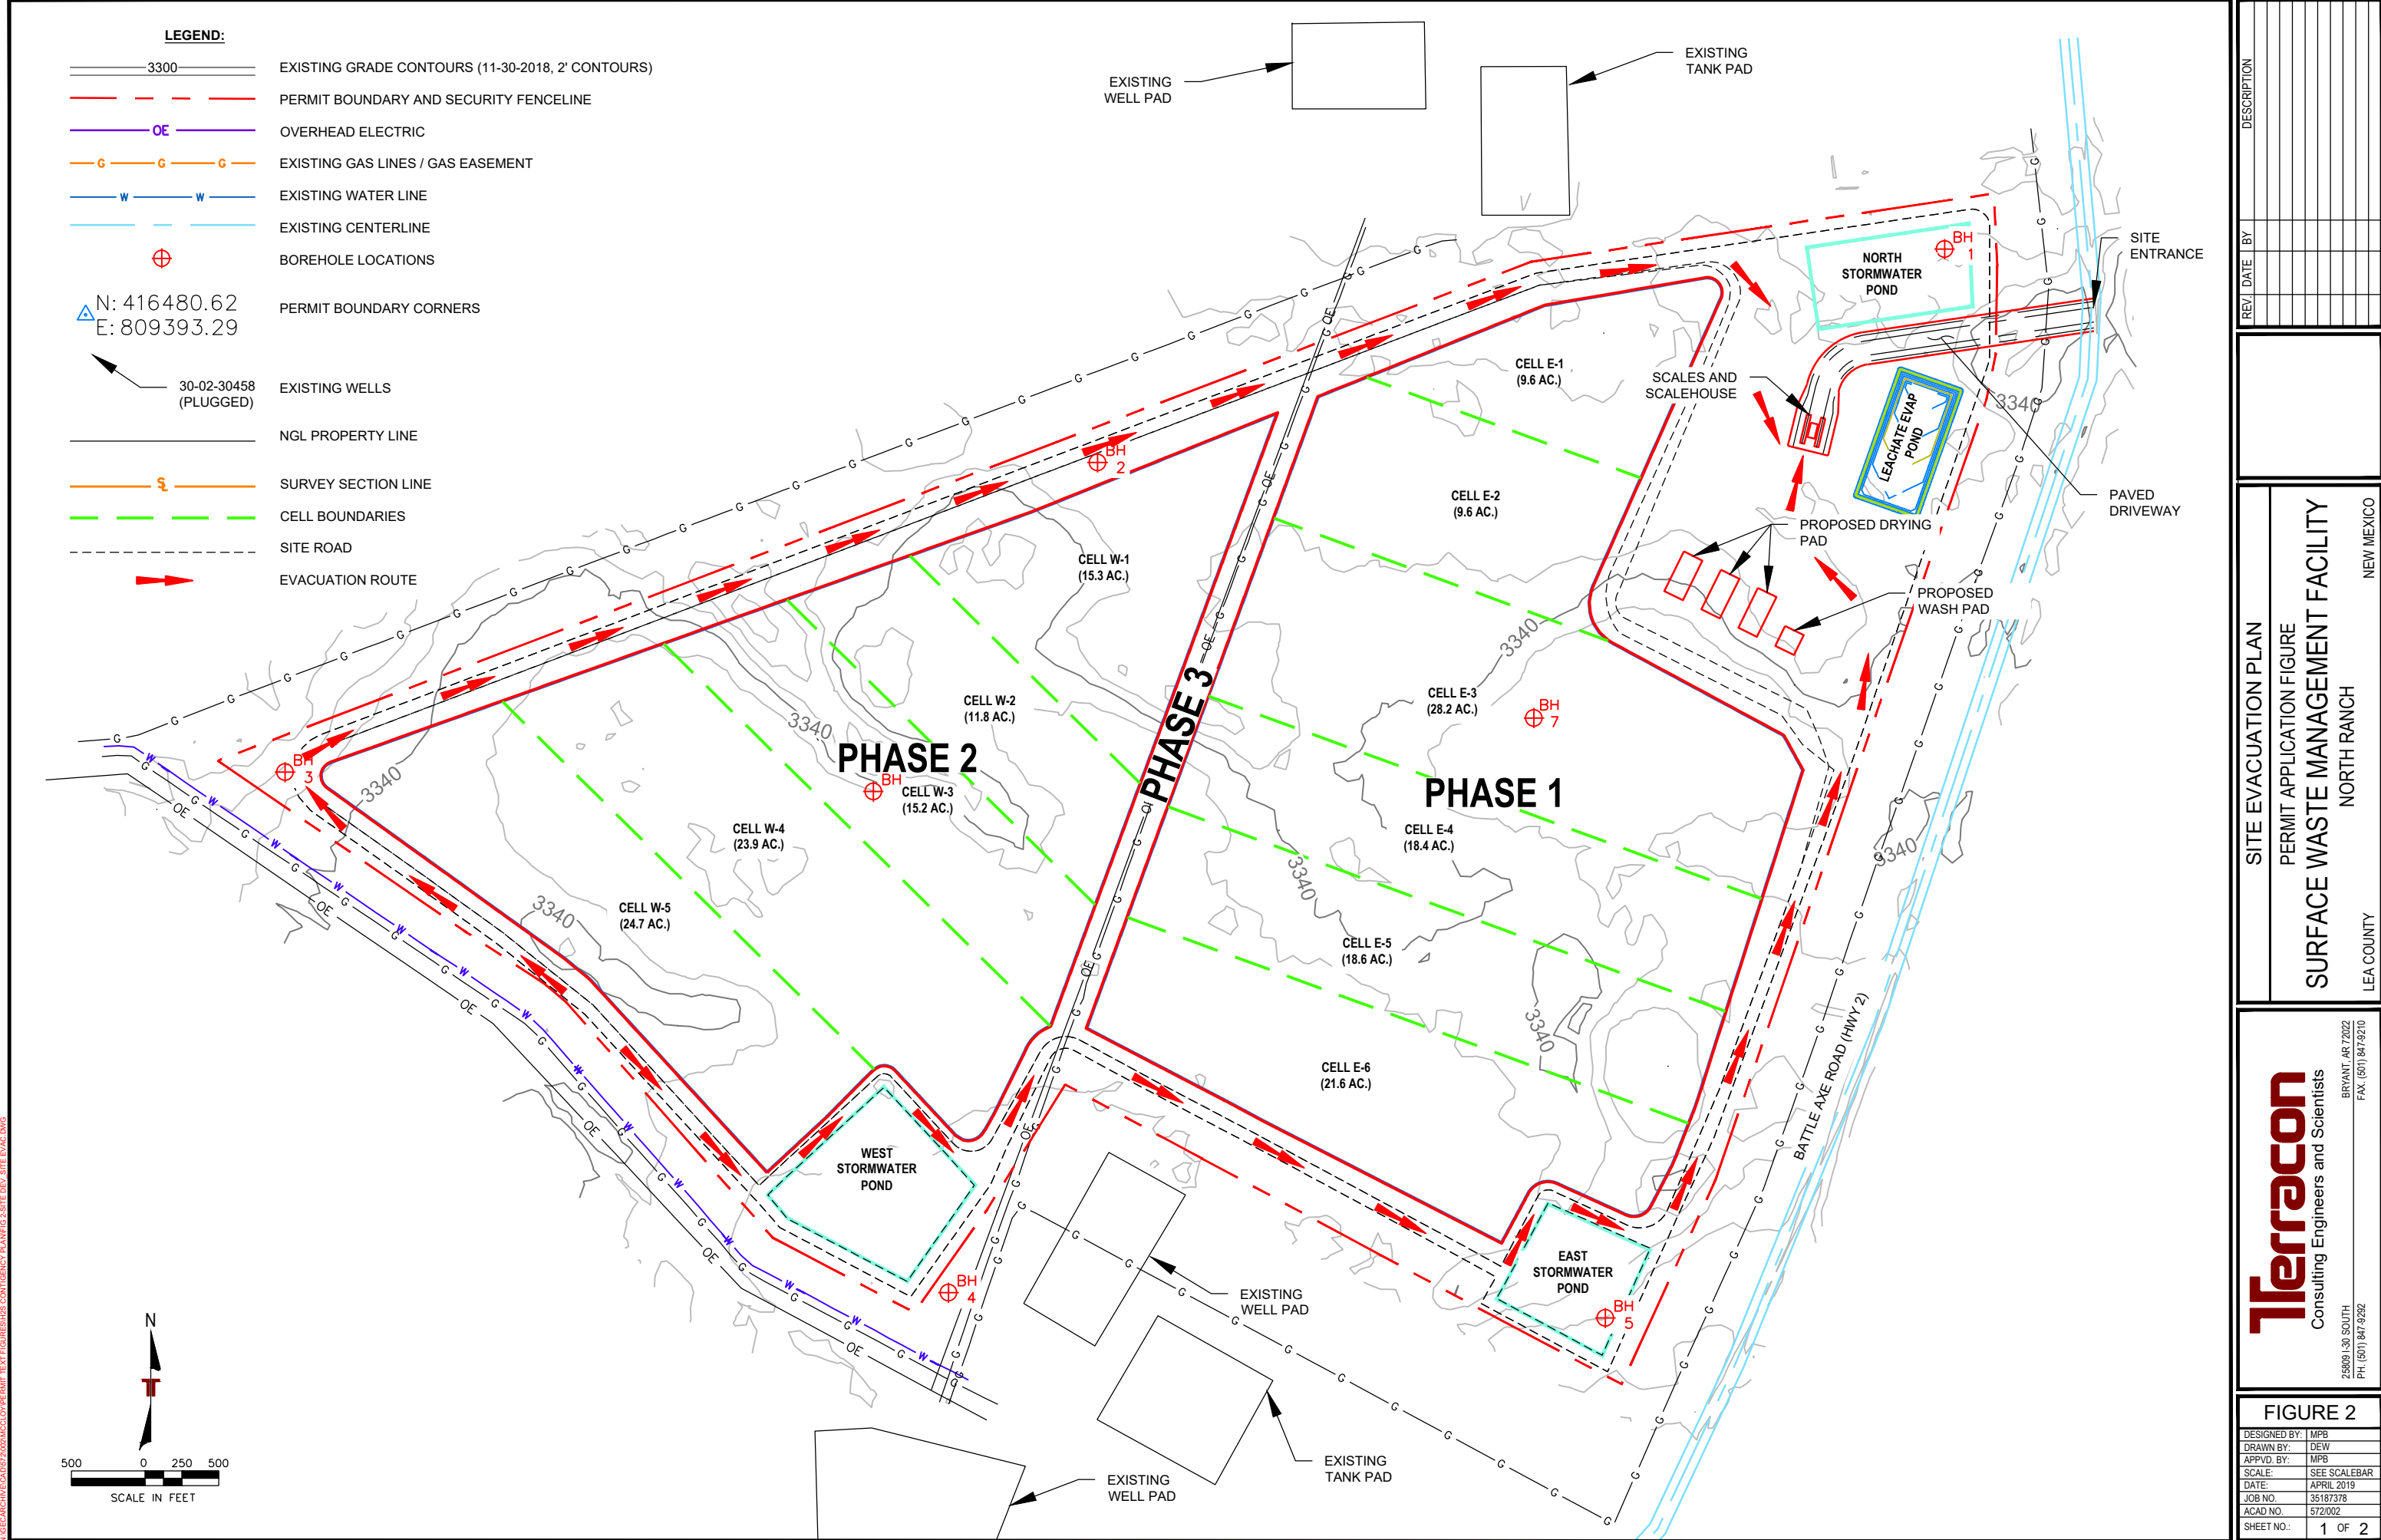 LEGEND:
3300
EXISTING GRADE CONTOURS (11-30-2018, 2' CONTOURS)
PERMIT BOUNDARY AND SECURITY FENCELINE
OE
OVERHEAD ELECTRIC
G G G
EXISTING GAS LINES / GAS EASEMENT
W W
EXISTING WATER LINE
EXISTING CENTERLINE
BOREHOLE LOCATIONS
N: 416480.62
E: 809393.29
PERMIT BOUNDARY CORNERS
30-02-30458
(PLUGGED)
EXISTING WELLS
NGL PROPERTY LINE
SURVEY SECTION LINE
CELL BOUNDARIES
SITE ROAD
EVACUATION ROUTE
EXISTING
WELL PAD
EXISTING
TANK PAD
SITE
ENTRANCE
BH
1
NORTH
STORMWATER
POND
CELL E-1
(9.6 AC.)
SCALES AND
SCALEHOUSE
LEACHATE EVAP
POND
3340
PAVED
DRIVEWAY
BH
2
CELL E-2
(9.6 AC.)
PROPOSED DRYING
PAD
PROPOSED
WASH PAD
CELL W-1
(15.3 AC.)
3340
CELL E-3
(28.2 AC.)
BH
7
CELL W-2
(11.8 AC.)
PHASE 3
3340
PHASE 2
BH
CELL W-3
(15.2 AC.)
BH
3
3340
PHASE 1
CELL W-4
(23.9 AC.)
CELL E-4
(18.4 AC.)
3340
3340
CELL W-5
(24.7 AC.)
3340
CELL E-5
(18.6 AC.)
3340
CELL E-6
(21.6 AC.)
BATTLE AXE ROAD (HWY 2)
WEST
STORMWATER
POND
EAST
STORMWATER
POND
BH
4
BH
5
EXISTING
WELL PAD
EXISTING
TANK PAD
EXISTING
WELL PAD
N
500 0 250 500
SCALE IN FEET
REV. DATE BY DESCRIPTION
SITE EVACUATION PLAN
PERMIT APPLICATION FIGURE
SURFACE WASTE MANAGEMENT FACILITY
NORTH RANCH
LEA COUNTY NEW MEXICO
Terracon
Consulting Engineers and Scientists
25809 I-30 SOUTH BRYANT, AR 72022
PH. (501) 847-9292 FAX. (501) 847-9210
FIGURE 2
DESIGNED BY: MPB
DRAWN BY: DEW
APPVD. BY: MPB
SCALE: SEE SCALEBAR
DATE: APRIL 2019
JOB NO. 35187378
ACAD NO. 572/002
SHEET NO.: 1 OF 2